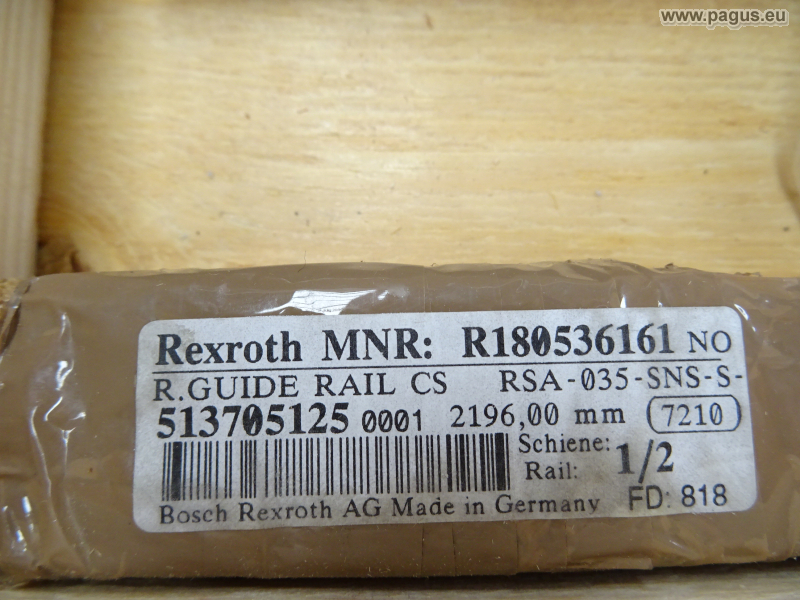 www.pagus.eu
Rexroth MNR: R180536161 NO
R.GUIDE RAIL CS RSA-035-SNS-S-
513705125 0001 2196,00 mm 7210
Schiene:
Rail: 1/2
Bosch Rexroth AG Made in Germany FD: 818